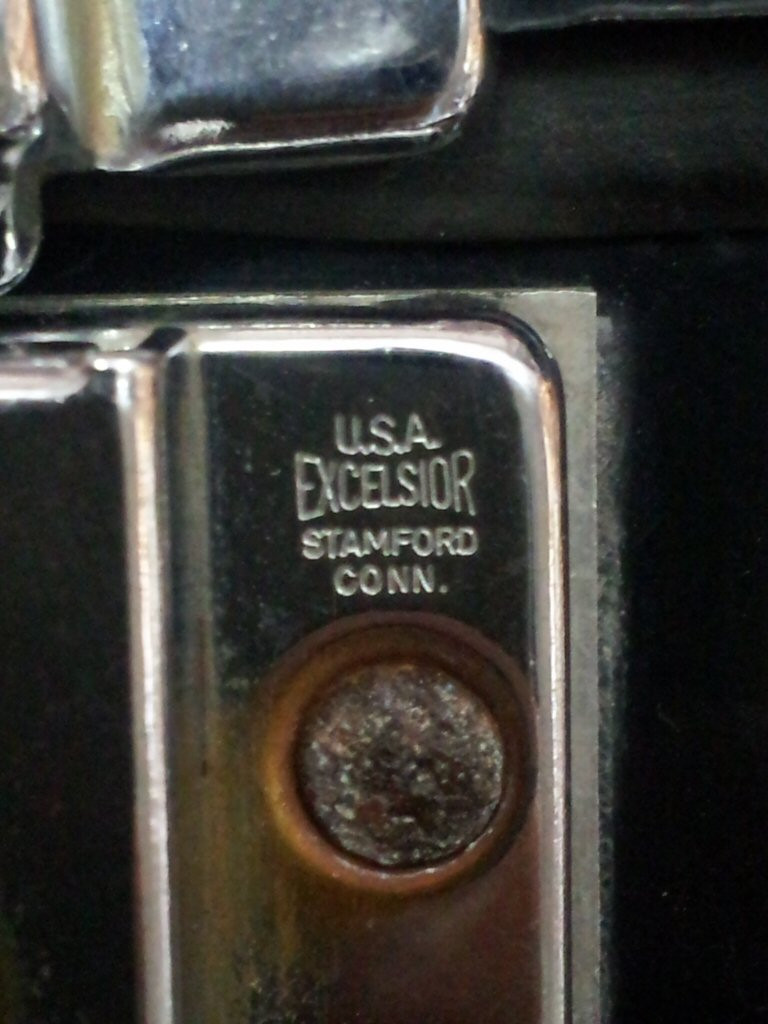 U.S.A.
EXCELSIOR
STAMFORD
CONN.